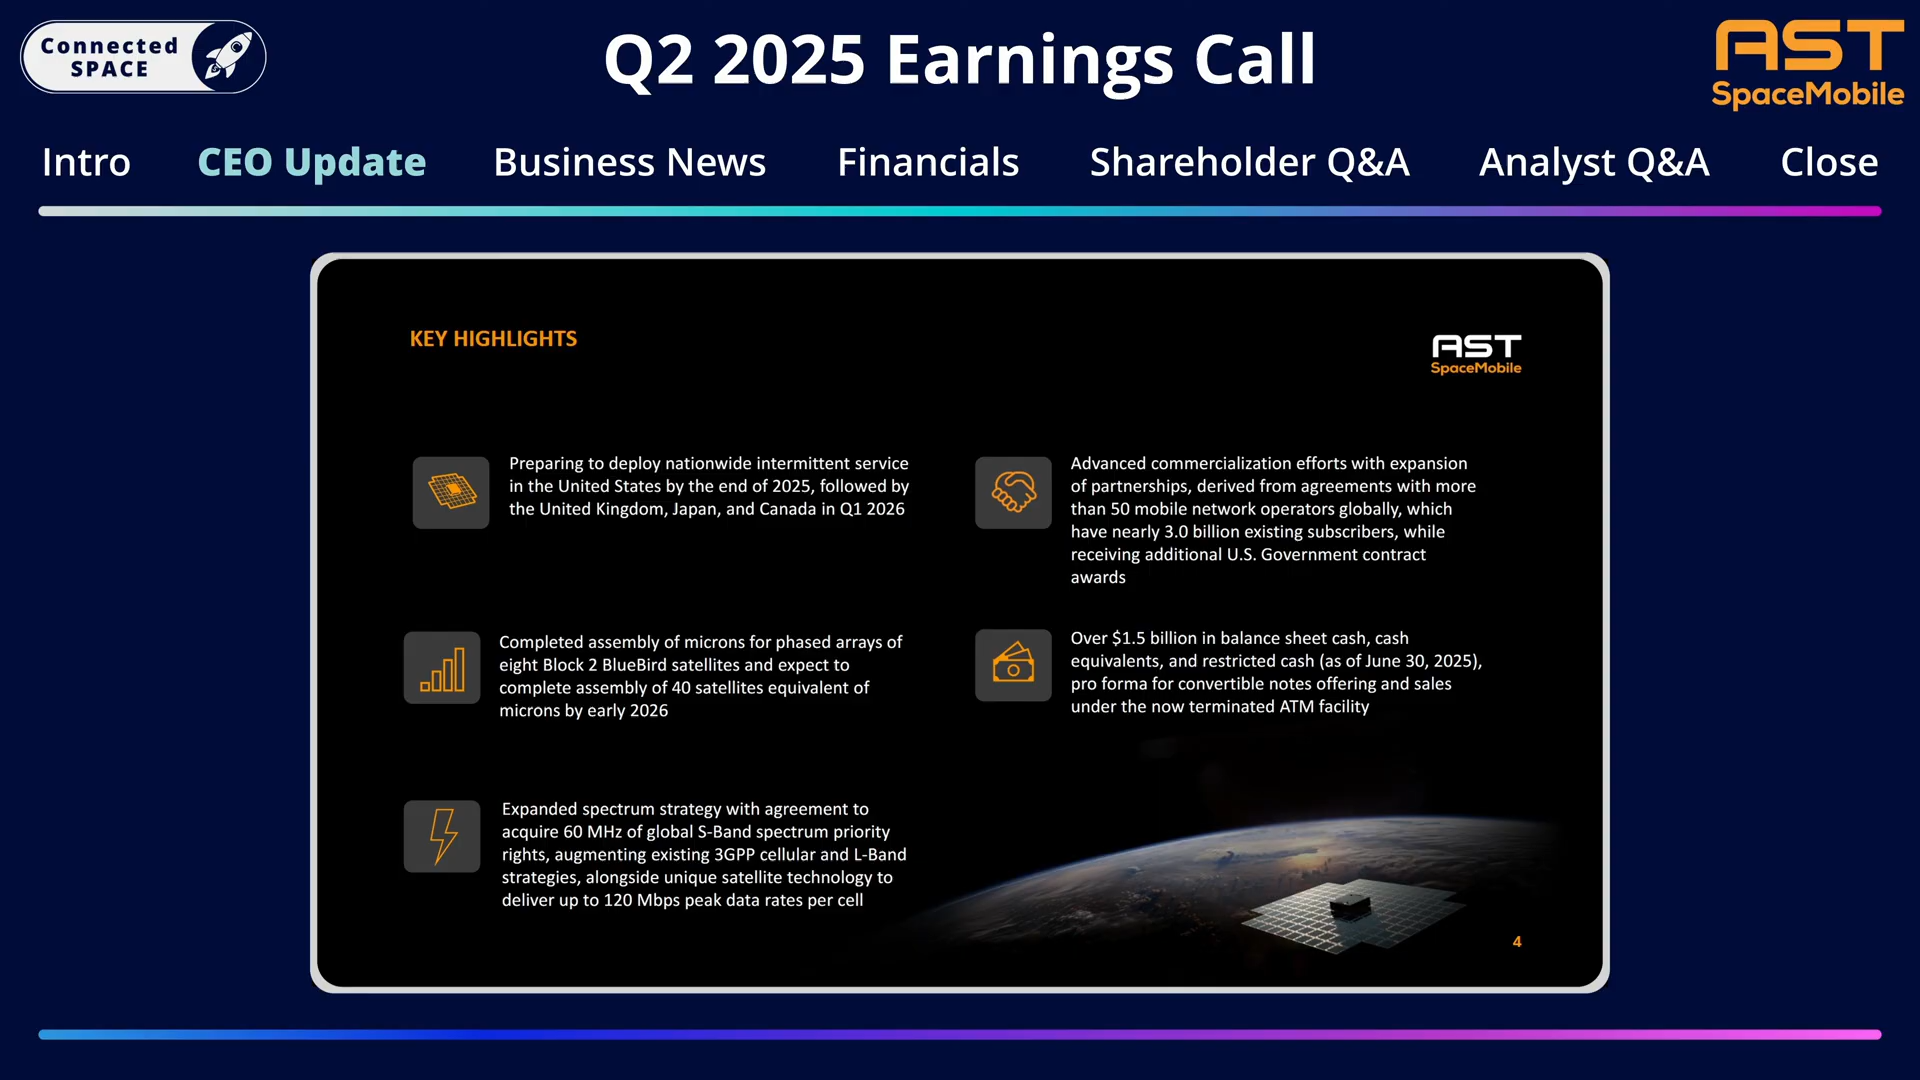 Connected
SPACE
Q2 2025 Earnings Call
AST
SpaceMobile
Intro
CEO Update
Business News
Financials
Shareholder Q&A
Analyst Q&A
Close
KEY HIGHLIGHTS
AST
SpaceMobile
Preparing to deploy nationwide intermittent service
in the United States by the end of 2025, followed by
the United Kingdom, Japan, and Canada in Q1 2026
Completed assembly of microns for phased arrays of
eight Block 2 BlueBird satellites and expect to
complete assembly of 40 satellites equivalent of
microns by early 2026
Expanded spectrum strategy with agreement to
acquire 60 MHz of global S-Band spectrum priority
rights, augmenting existing 3GPP cellular and L-Band
strategies, alongside unique satellite technology to
deliver up to 120 Mbps peak data rates per cell
Advanced commercialization efforts with expansion
of partnerships, derived from agreements with more
than 50 mobile network operators globally, which
have nearly 3.0 billion existing subscribers, while
receiving additional U.S. Government contract
awards
Over $1.5 billion in balance sheet cash, cash
equivalents, and restricted cash (as of June 30, 2025),
pro forma for convertible notes offering and sales
under the now terminated ATM facility
4